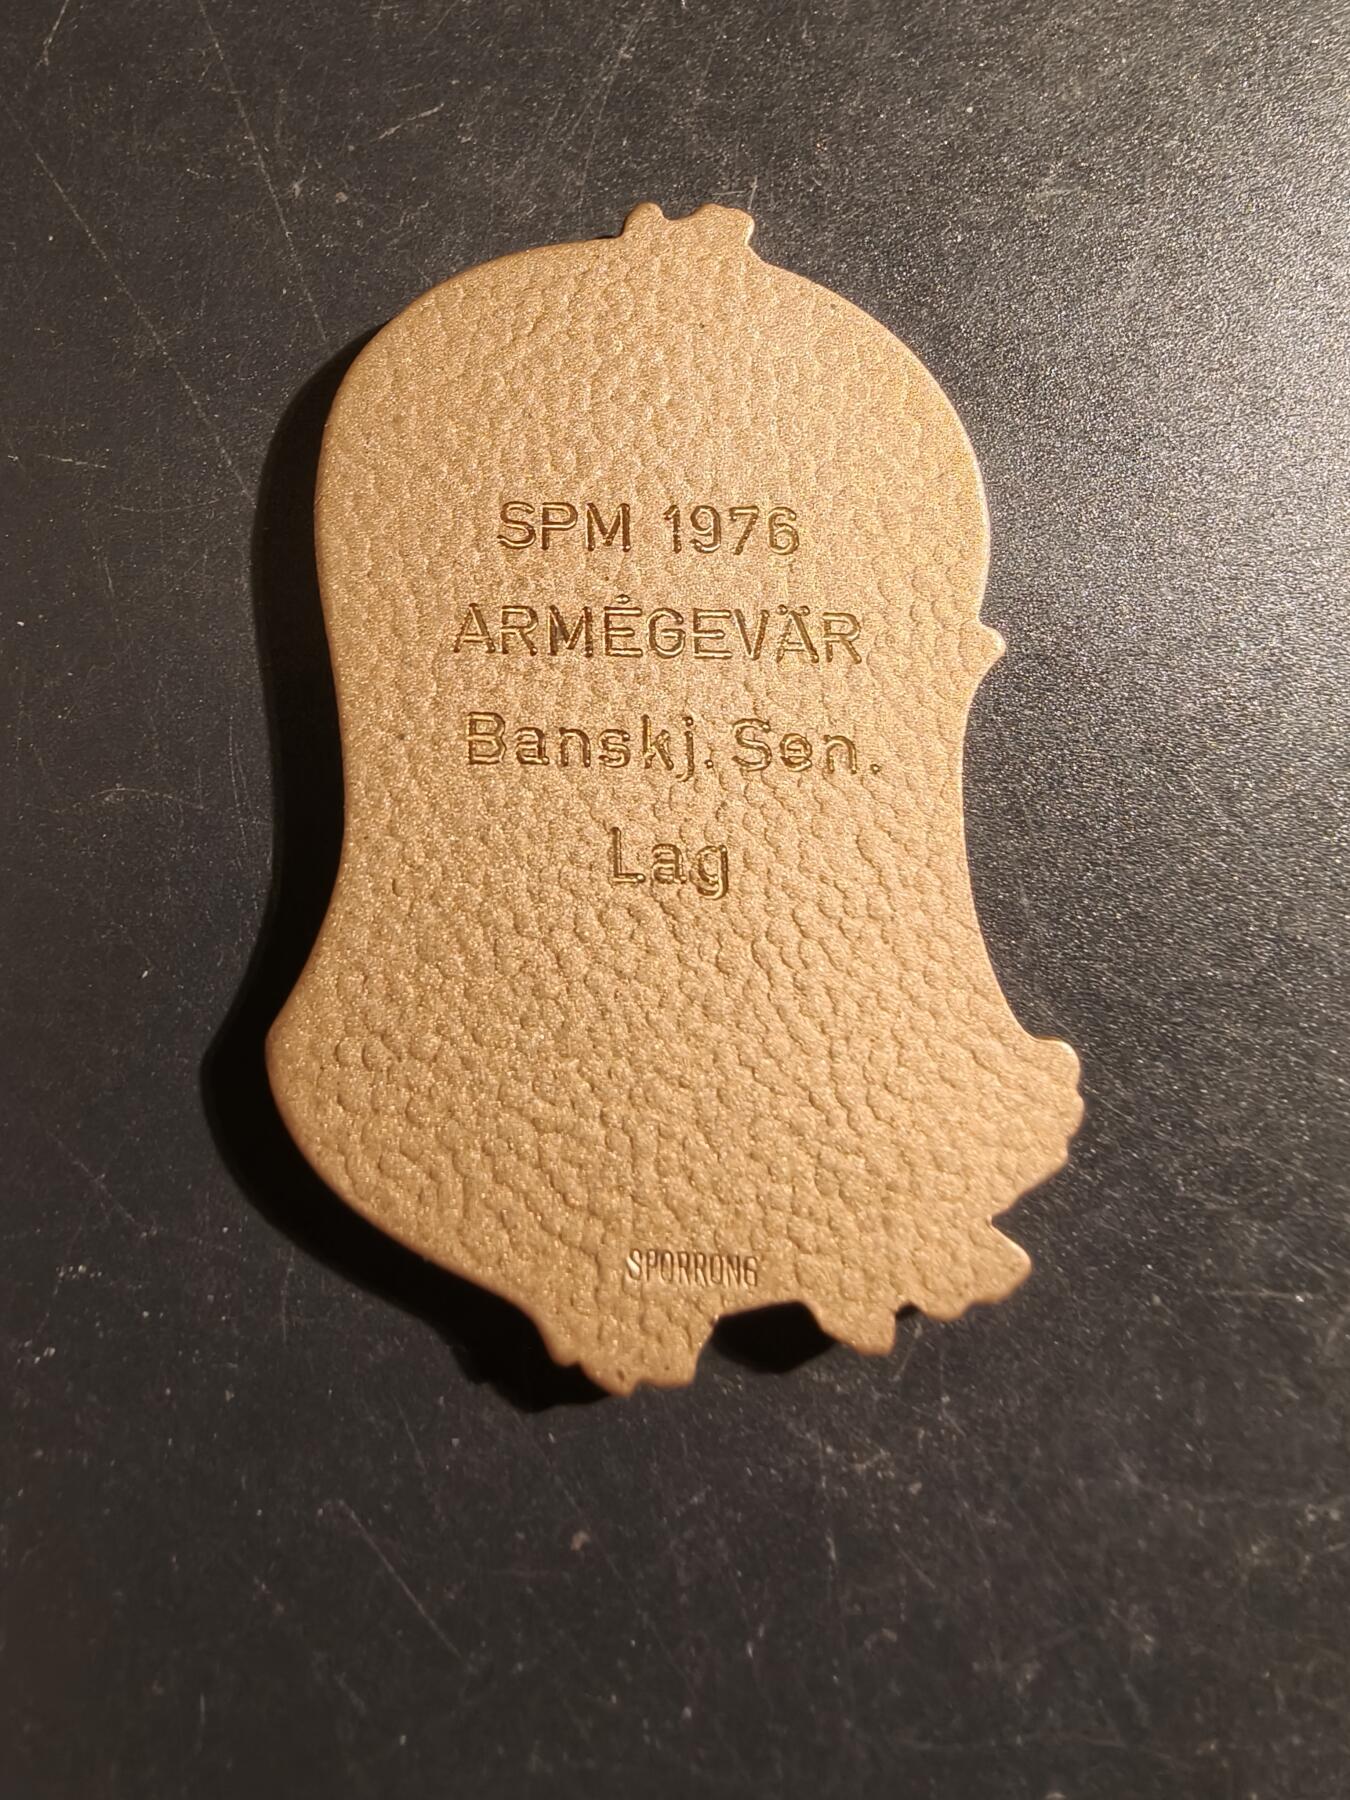 SPM 1976
ARMÉGEVÄR
Banskj. Sen.
Lag
SPORRONG